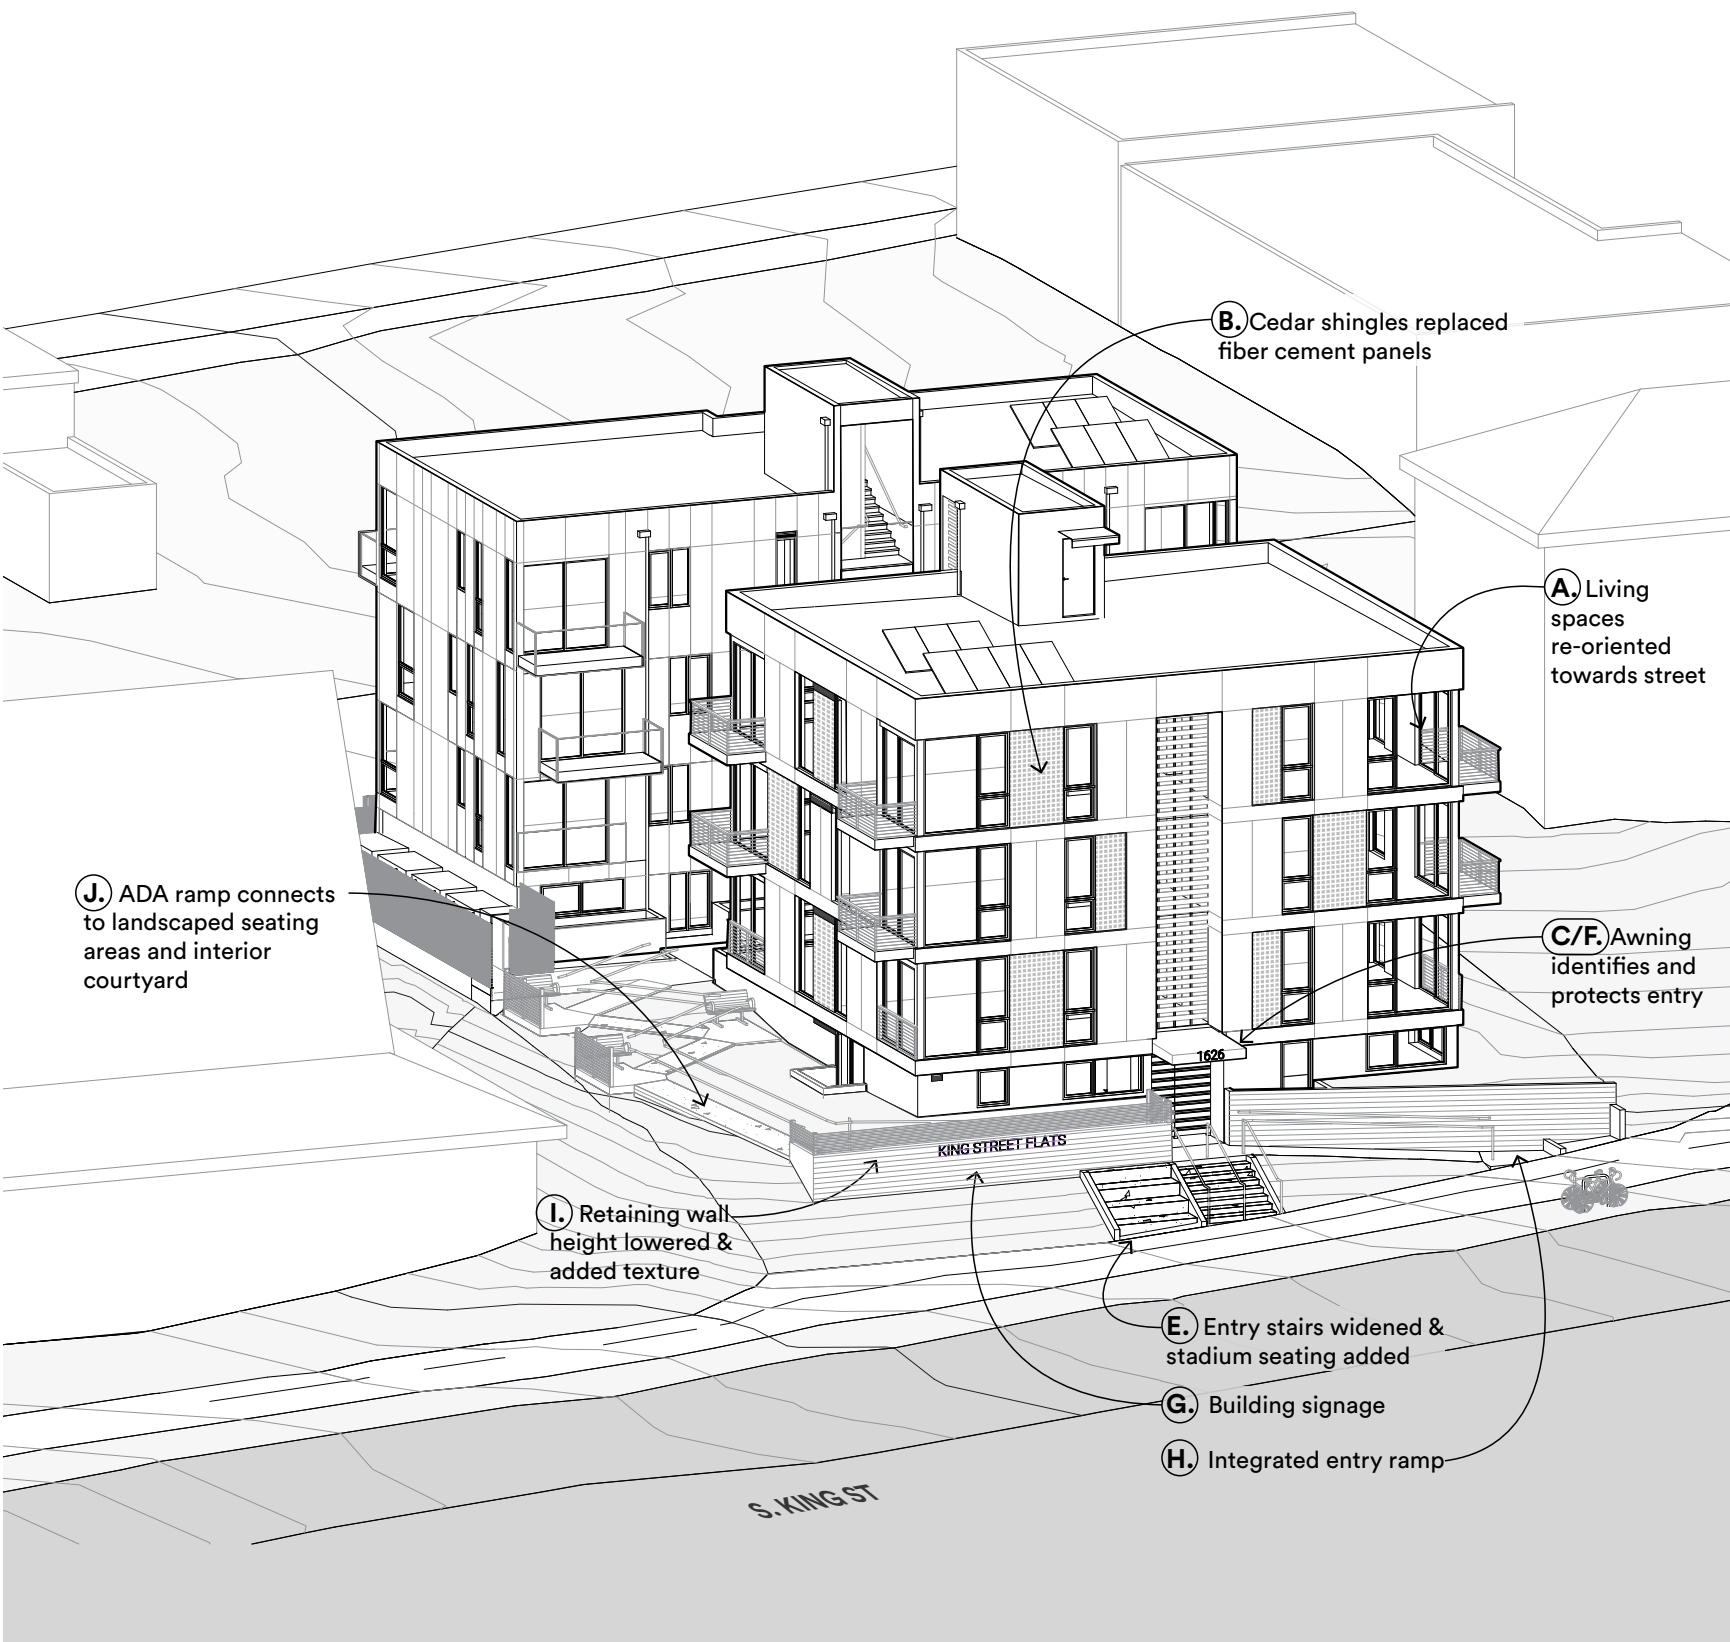 B. Cedar shingles replaced
fiber cement panels
A. Living
spaces
re-oriented
towards street
J. ADA ramp connects
to landscaped seating
areas and interior
courtyard
C/F. Awning
identifies and
protects entry
1626
KING STREET FLATS
I. Retaining wall
height lowered &
added texture
E. Entry stairs widened &
stadium seating added
G. Building signage
H. Integrated entry ramp
S. KING ST